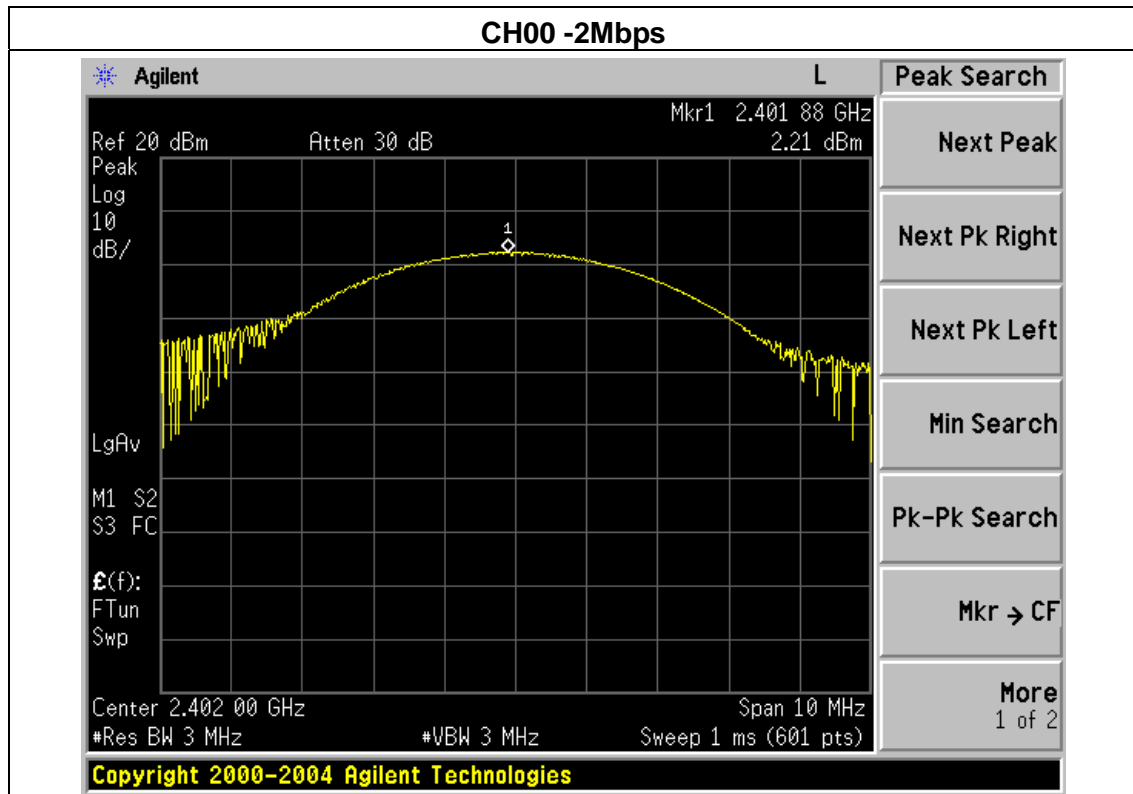 CH00 -2Mbps
Agilent L Peak Search
Mkr1 2.401 88 GHz
Ref 20 dBm Atten 30 dB 2.21 dBm
Peak
Log
10
dB/
1
LgAv
M1 S2
S3 FC
£(f):
FTun
Swp
Center 2.402 00 GHz Span 10 MHz
#Res BW 3 MHz #VBW 3 MHz Sweep 1 ms (601 pts)
Copyright 2000-2004 Agilent Technologies
Next Peak
Next Pk Right
Next Pk Left
Min Search
Pk-Pk Search
Mkr → CF
More
1 of 2